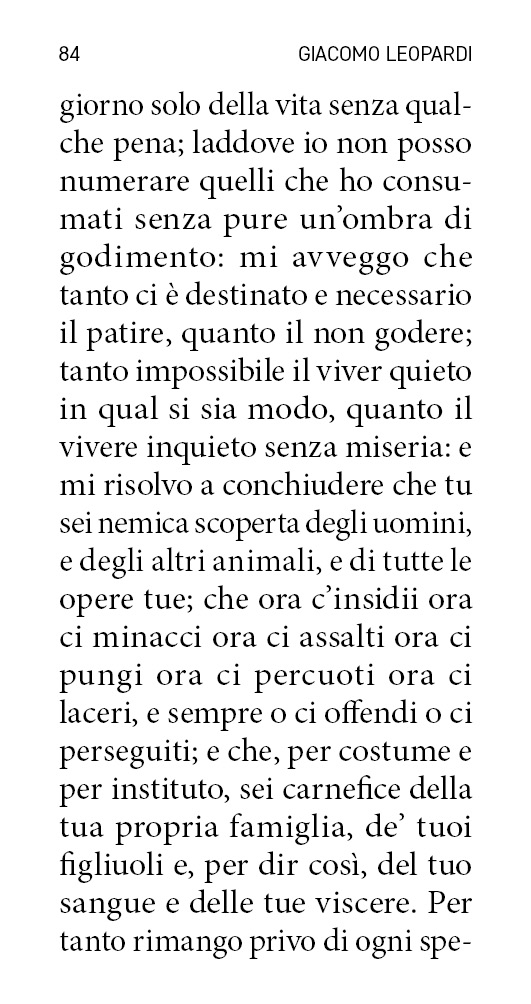 84 GIACOMO LEOPARDI
giorno solo della vita senza qual-
che pena; laddove io non posso
numerare quelli che ho consu-
mati senza pure un’ombra di
godimento: mi avveggo che
tanto ci è destinato e necessario
il patire, quanto il non godere;
tanto impossibile il viver quieto
in qual si sia modo, quanto il
vivere inquieto senza miseria: e
mi risolvo a conchiudere che tu
sei nemica scoperta degli uomini,
e degli altri animali, e di tutte le
opere tue; che ora c’insidii ora
ci minacci ora ci assalti ora ci
pungi ora ci percuoti ora ci
laceri, e sempre o ci offendi o ci
perseguiti; e che, per costume e
per instituto, sei carnefice della
tua propria famiglia, de’ tuoi
figliuoli e, per dir così, del tuo
sangue e delle tue viscere. Per
tanto rimango privo di ogni spe-